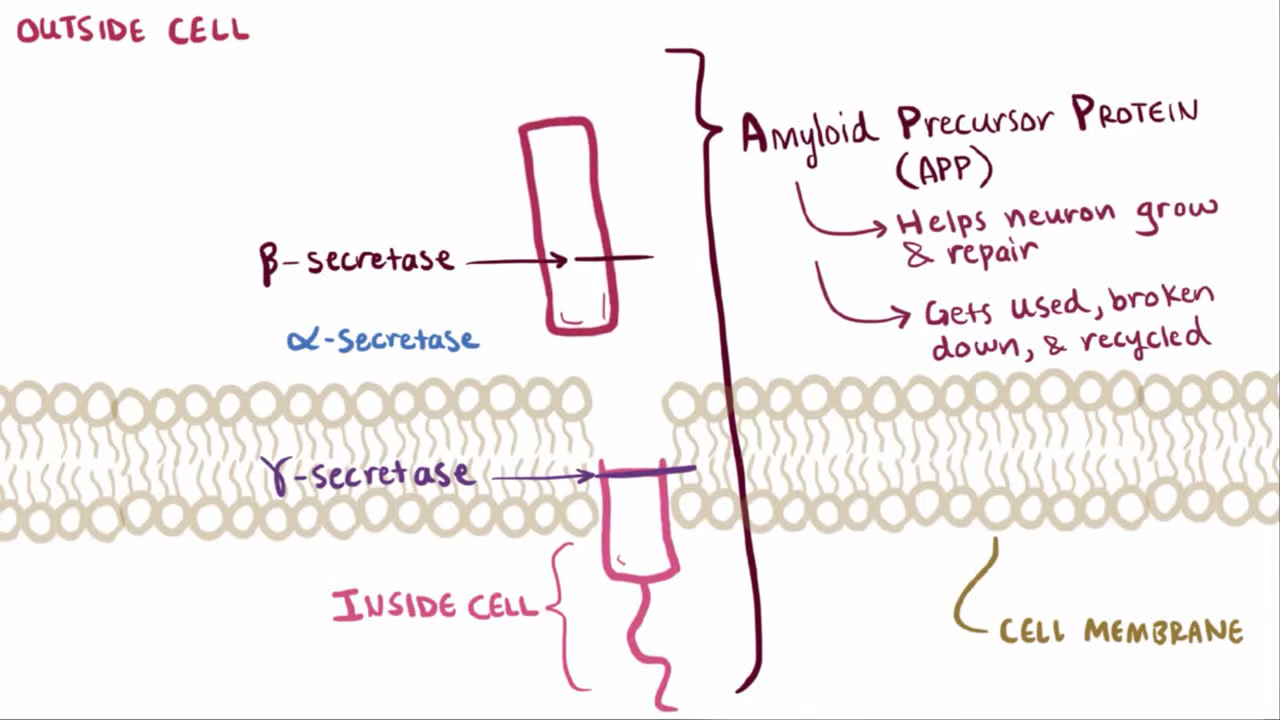 OUTSIDE CELL
Amyloid Precursor PROTEIN
(APP)
Helps neuron grow
& repair
β-secretase
Gets used, broken
down, & recycled
α-secretase
γ-secretase
INSIDE CELL
CELL MEMBRANE